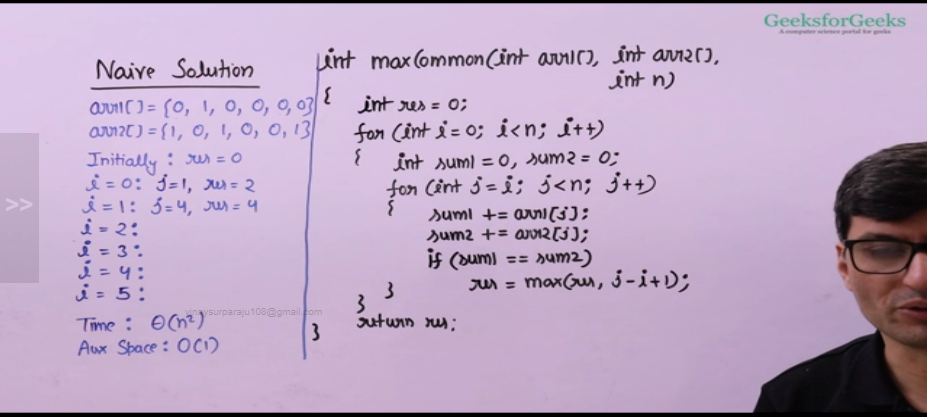 GeeksforGeeks
A computer science portal for geeks
Naive Solution
arr1[] = {0, 1, 0, 0, 0, 0}
arr2[] = {1, 0, 1, 0, 0, 1}
Initially : res = 0
i = 0: j=1, res = 2
i = 1: j=4, res = 4
i = 2:
i = 3:
i = 4:
i = 5:
Time : Θ(n²)
Aux Space : O(1)
int maxCommon(int arr1[], int arr2[],
int n)
{
int res = 0;
for (int i=0; i<n; i++)
{
int sum1 = 0, sum2 = 0;
for (int j=i; j<n; j++)
{
sum1 += arr1[j];
sum2 += arr2[j];
if (sum1 == sum2)
res = max(res, j-i+1);
}
}
return res;
}
>>